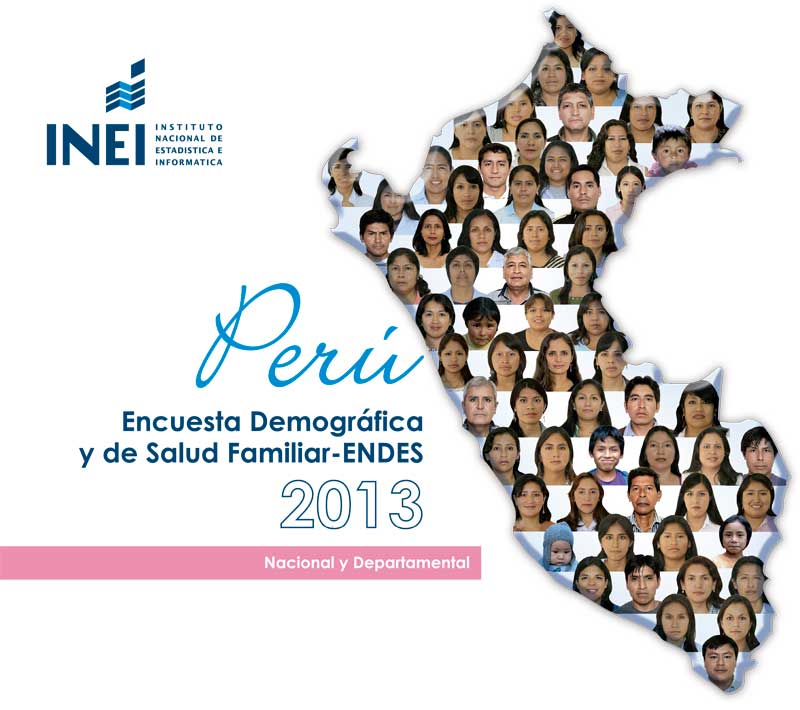 INEI
INSTITUTO
NACIONAL DE
ESTADISTICA E
INFORMATICA
Perú
Encuesta Demográfica
y de Salud Familiar-ENDES
2013
Nacional y Departamental